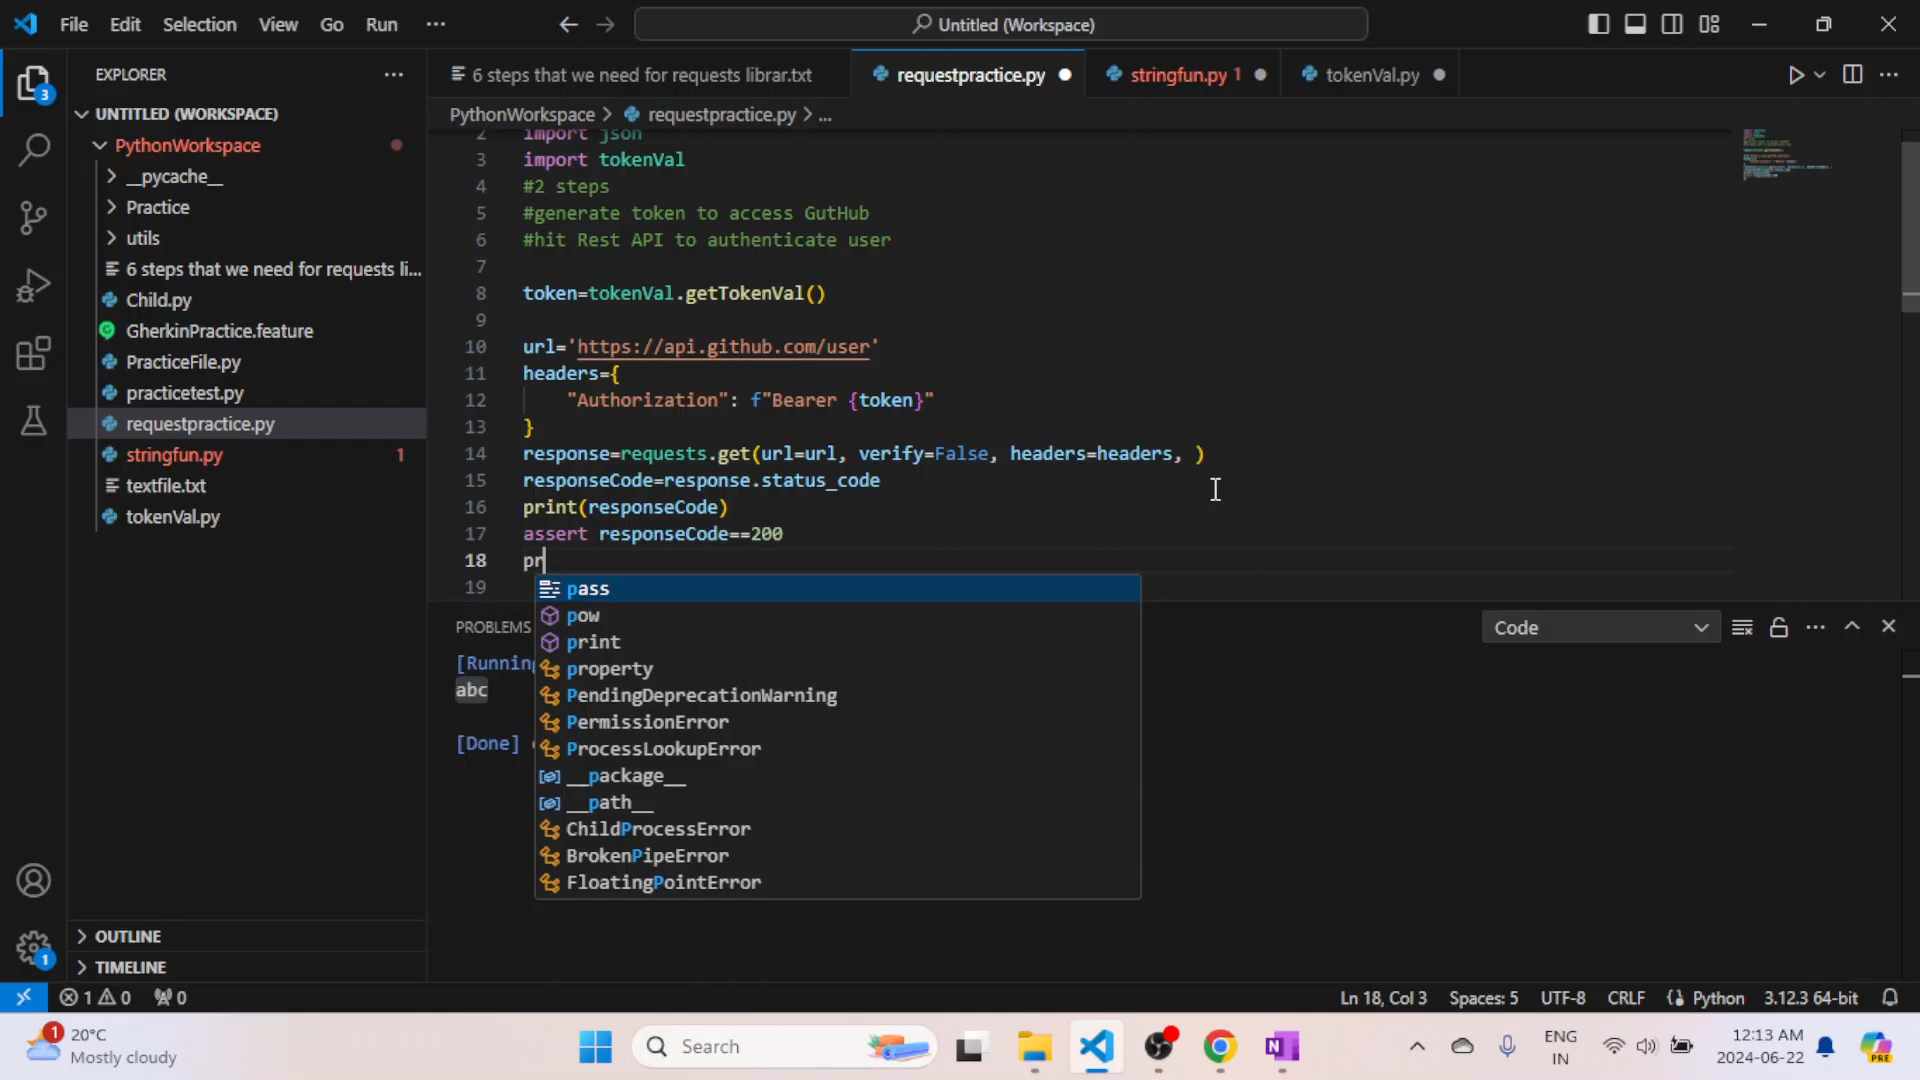 File Edit Selection View Go Run ··· Untitled (Workspace)
EXPLORER ···
6 steps that we need for requests librar.txt requestpractice.py stringfun.py 1 tokenVal.py
UNTITLED (WORKSPACE)
PythonWorkspace > requestpractice.py > ...
3
PythonWorkspace
__pycache__
Practice
utils
6 steps that we need for requests li...
Child.py
GherkinPractice.feature
PracticeFile.py
practicetest.py
requestpractice.py
stringfun.py 1
textfile.txt
tokenVal.py
OUTLINE
TIMELINE
1
2 import json
3 import tokenVal
4 #2 steps
5 #generate token to access GutHub
6 #hit Rest API to authenticate user
7
8 token=tokenVal.getTokenVal()
9
10 url='https://api.github.com/user'
11 headers={
12 "Authorization": f"Bearer {token}"
13 }
14 response=requests.get(url=url, verify=False, headers=headers, )
15 responseCode=response.status_code
16 print(responseCode)
17 assert responseCode==200
18 pr
19
pass
pow
print
property
PendingDeprecationWarning
PermissionError
ProcessLookupError
__package__
__path__
ChildProcessError
BrokenPipeError
FloatingPointError
PROBLEMS Code
[Running
abc
[Done]
1 0 0 Ln 18, Col 3 Spaces: 5 UTF-8 CRLF Python 3.12.3 64-bit
1 20°C
Mostly cloudy
Search
ENG
IN
12:13 AM
2024-06-22
PRE